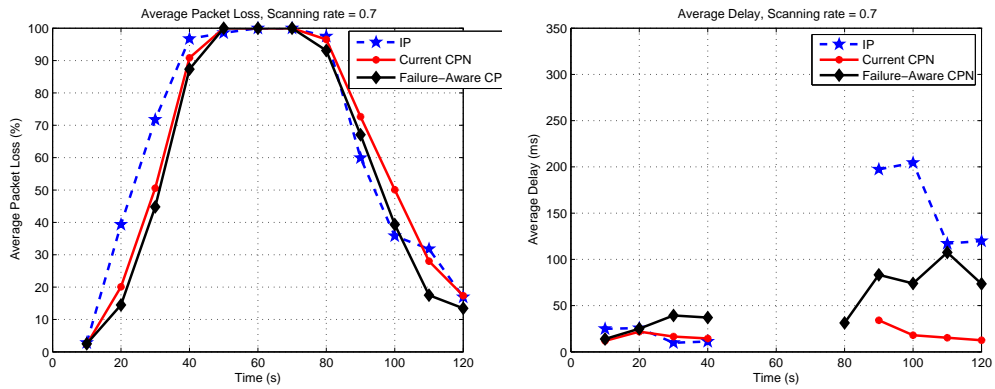 Average Packet Loss, Scanning rate = 0.7
100
90
80
70
60
50
40
30
20
10
0
Average Packet Loss (%)
IP
Current CPN
Failure−Aware CP
0 20 40 60 80 100 120
Time (s)
Average Delay, Scanning rate = 0.7
350
300
250
200
150
100
50
0
Average Delay (ms)
IP
Current CPN
Failure−Aware CPN
0 20 40 60 80 100 120
Time (s)